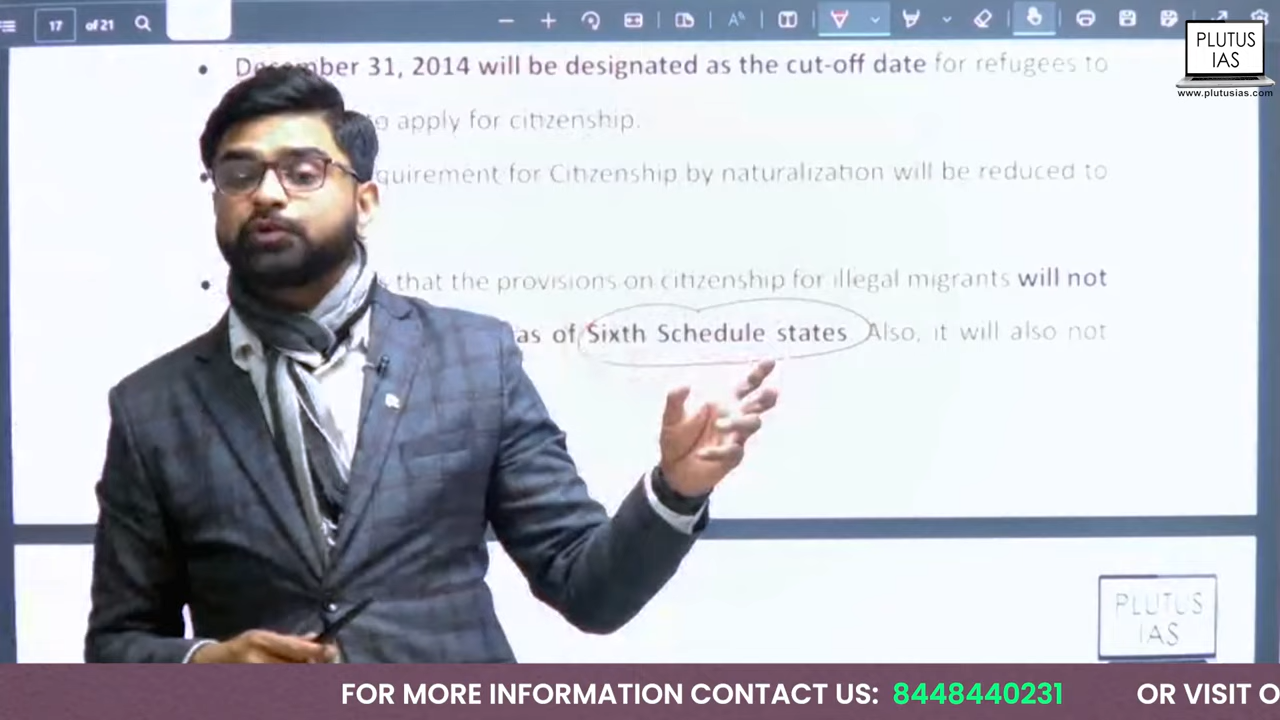 17 of 21
PLUTUS
IAS
www.plutusias.com
December 31, 2014 will be designated as the cut-off date for refugees to
to apply for citizenship.
quirement for Citizenship by naturalization will be reduced to
s that the provisions on citizenship for illegal migrants will not
as of Sixth Schedule states Also, it will also not
PLUTUS
IAS
FOR MORE INFORMATION CONTACT US: 8448440231 OR VISIT O